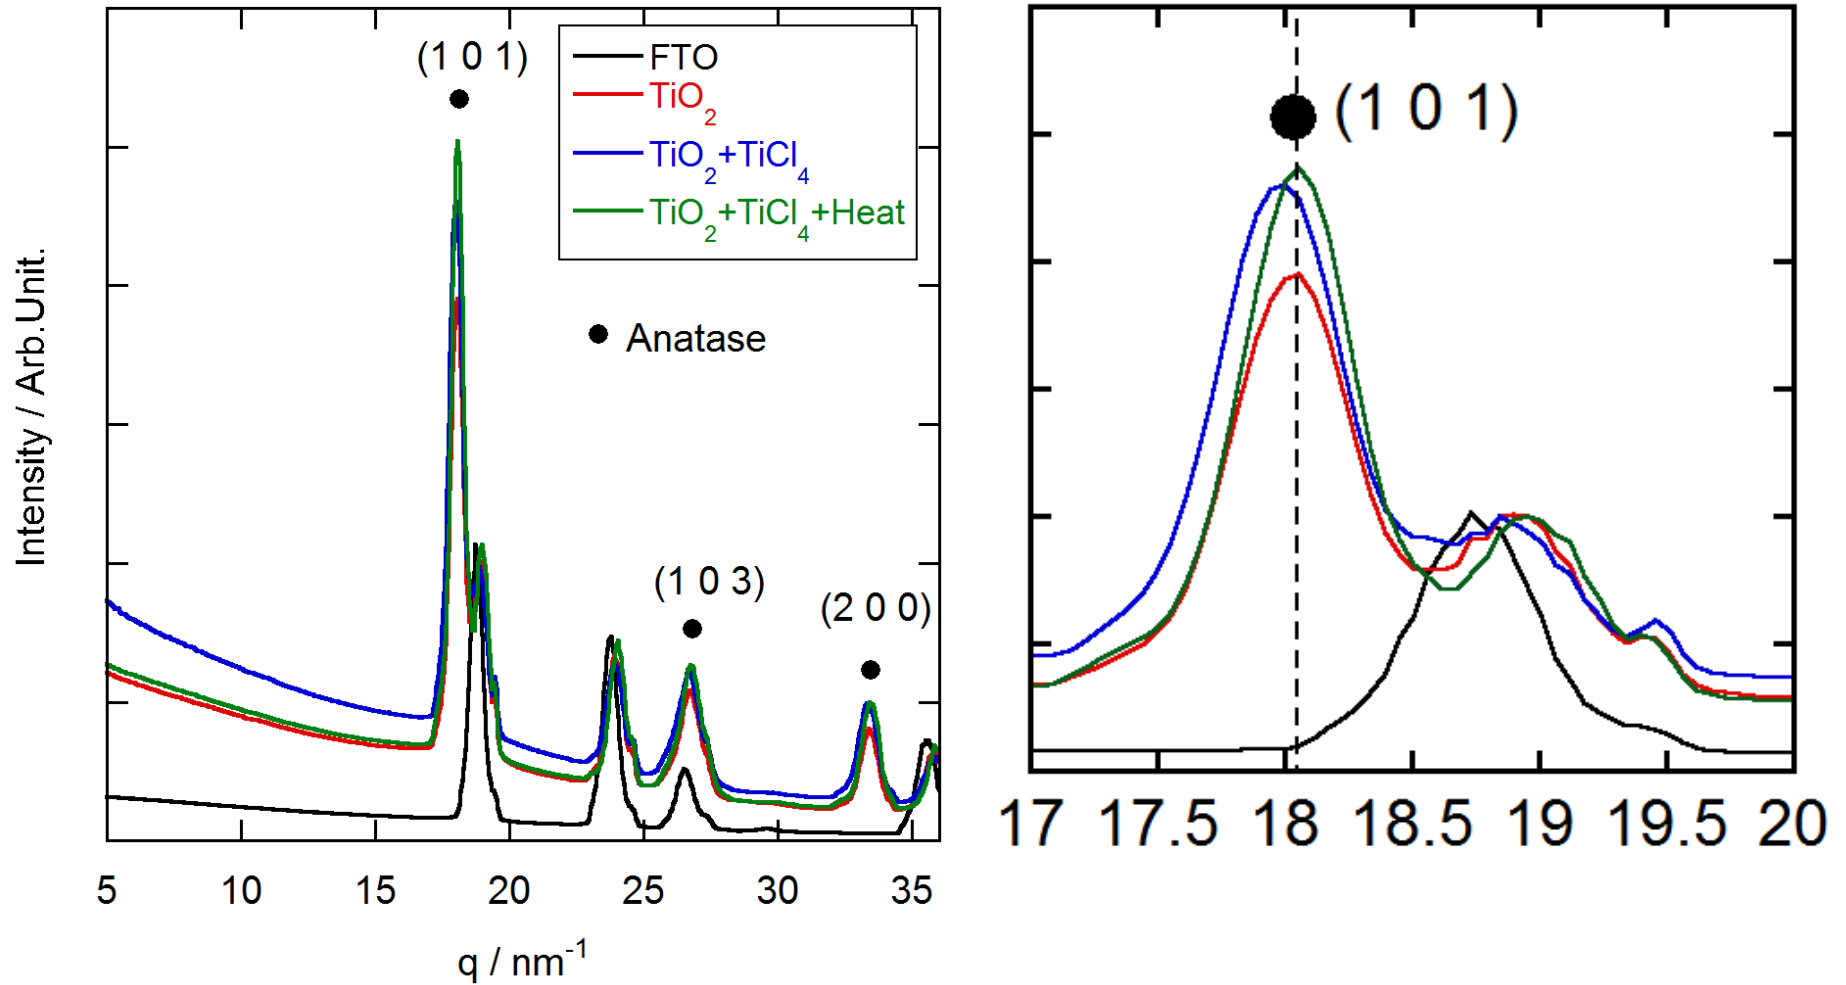 (1 0 1)
FTO
TiO2
TiO2+TiCl4
TiO2+TiCl4+Heat
Anatase
(1 0 3)
(2 0 0)
Intensity / Arb.Unit.
5 10 15 20 25 30 35
q / nm-1
(1 0 1)
17 17.5 18 18.5 19 19.5 20